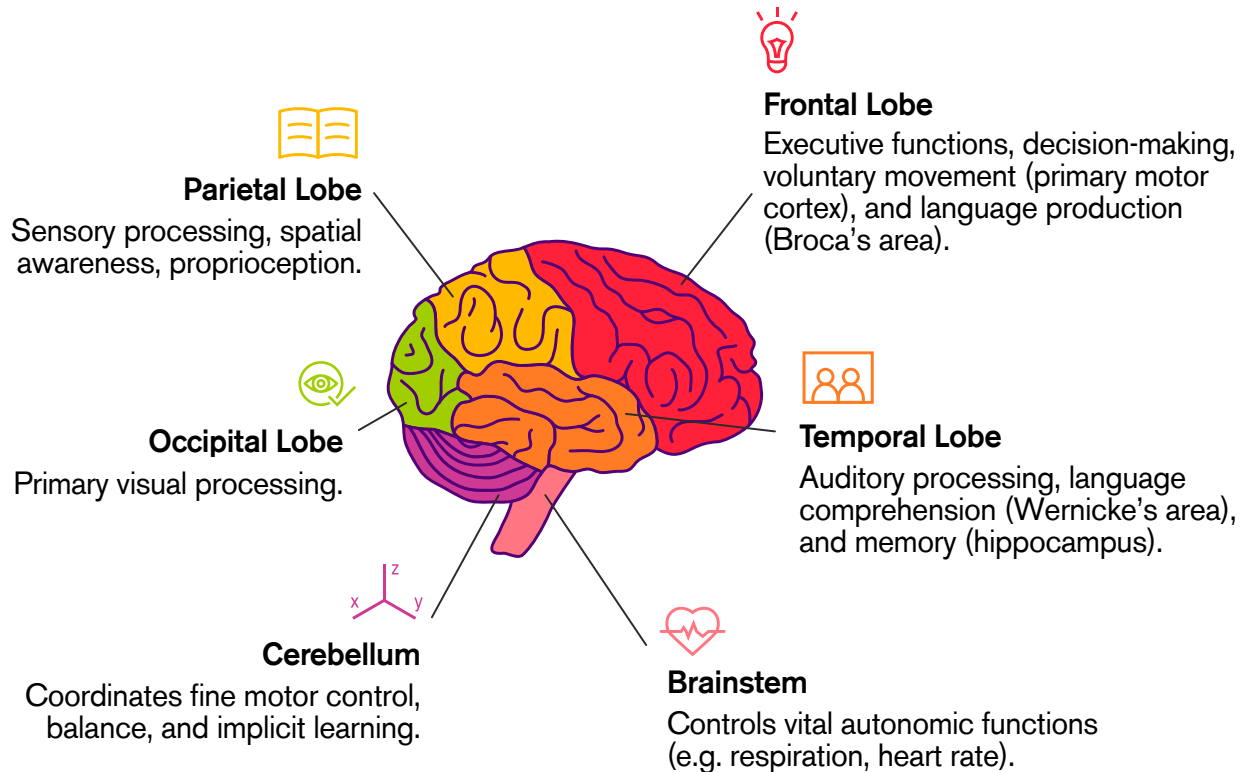 Frontal Lobe
Executive functions, decision-making,
voluntary movement (primary motor
cortex), and language production
(Broca’s area).
Parietal Lobe
Sensory processing, spatial
awareness, proprioception.
Occipital Lobe
Primary visual processing.
Temporal Lobe
Auditory processing, language
comprehension (Wernicke’s area),
and memory (hippocampus).
z
x
y
Cerebellum
Coordinates fine motor control,
balance, and implicit learning.
Brainstem
Controls vital autonomic functions
(e.g. respiration, heart rate).